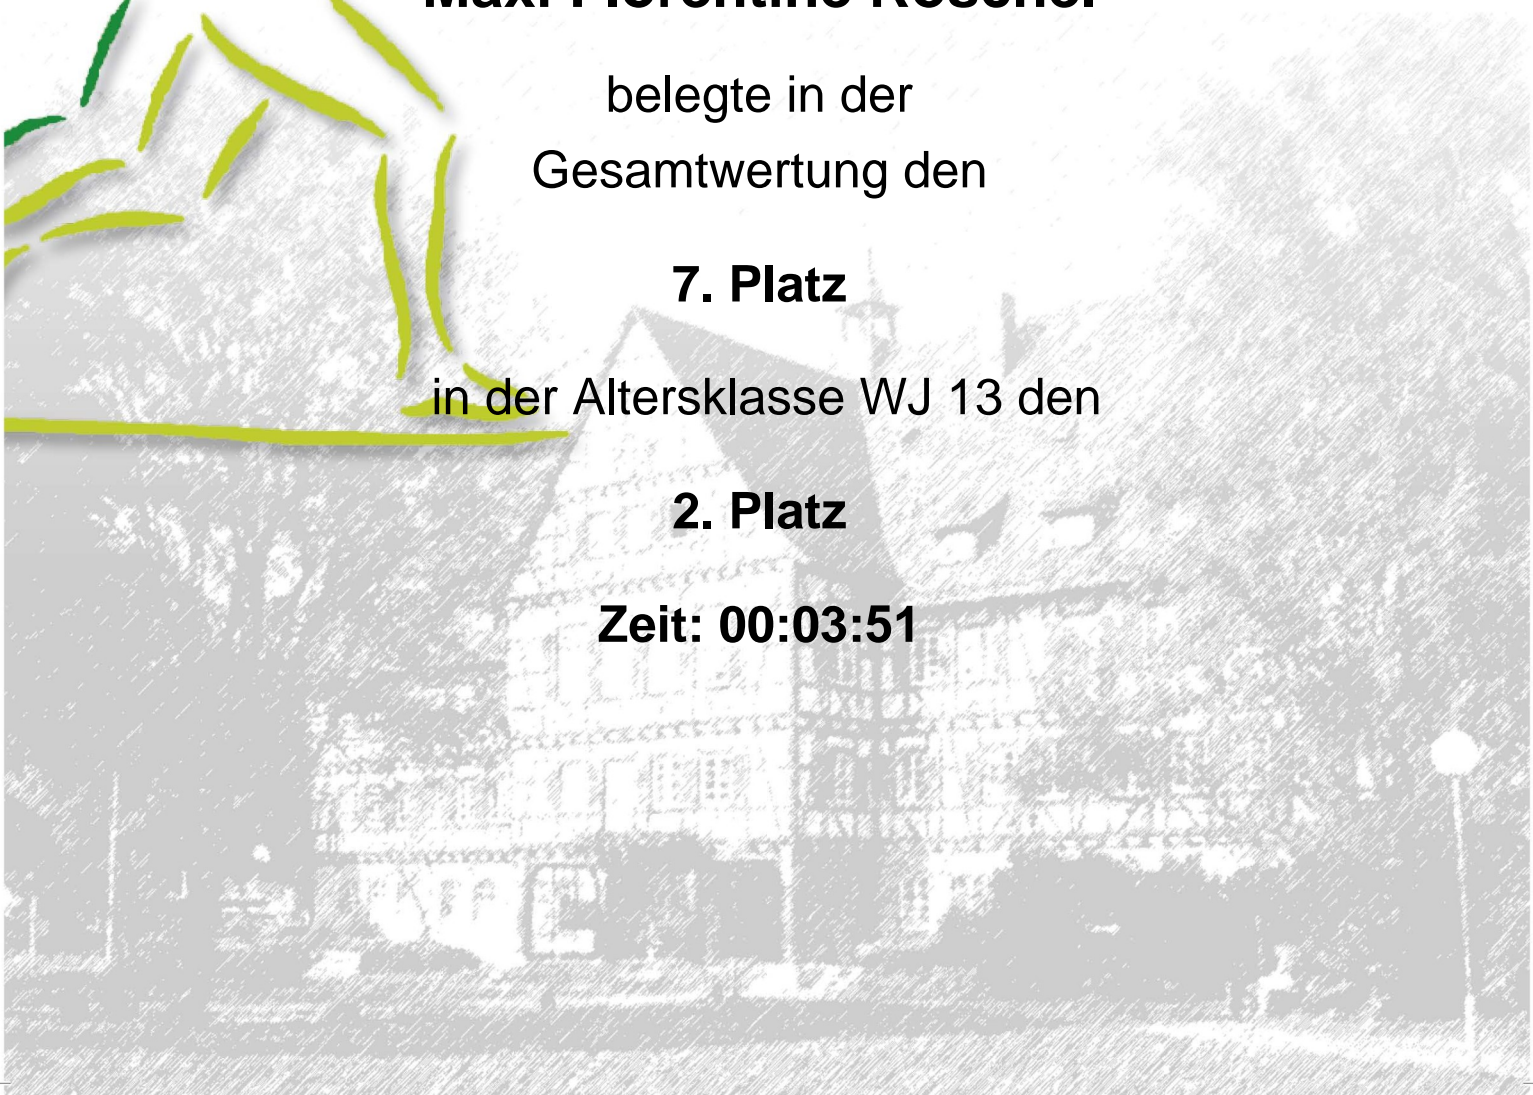 belegte in der
Gesamtwertung den
7. Platz
in der Altersklasse WJ 13 den
2. Platz
Zeit: 00:03:51